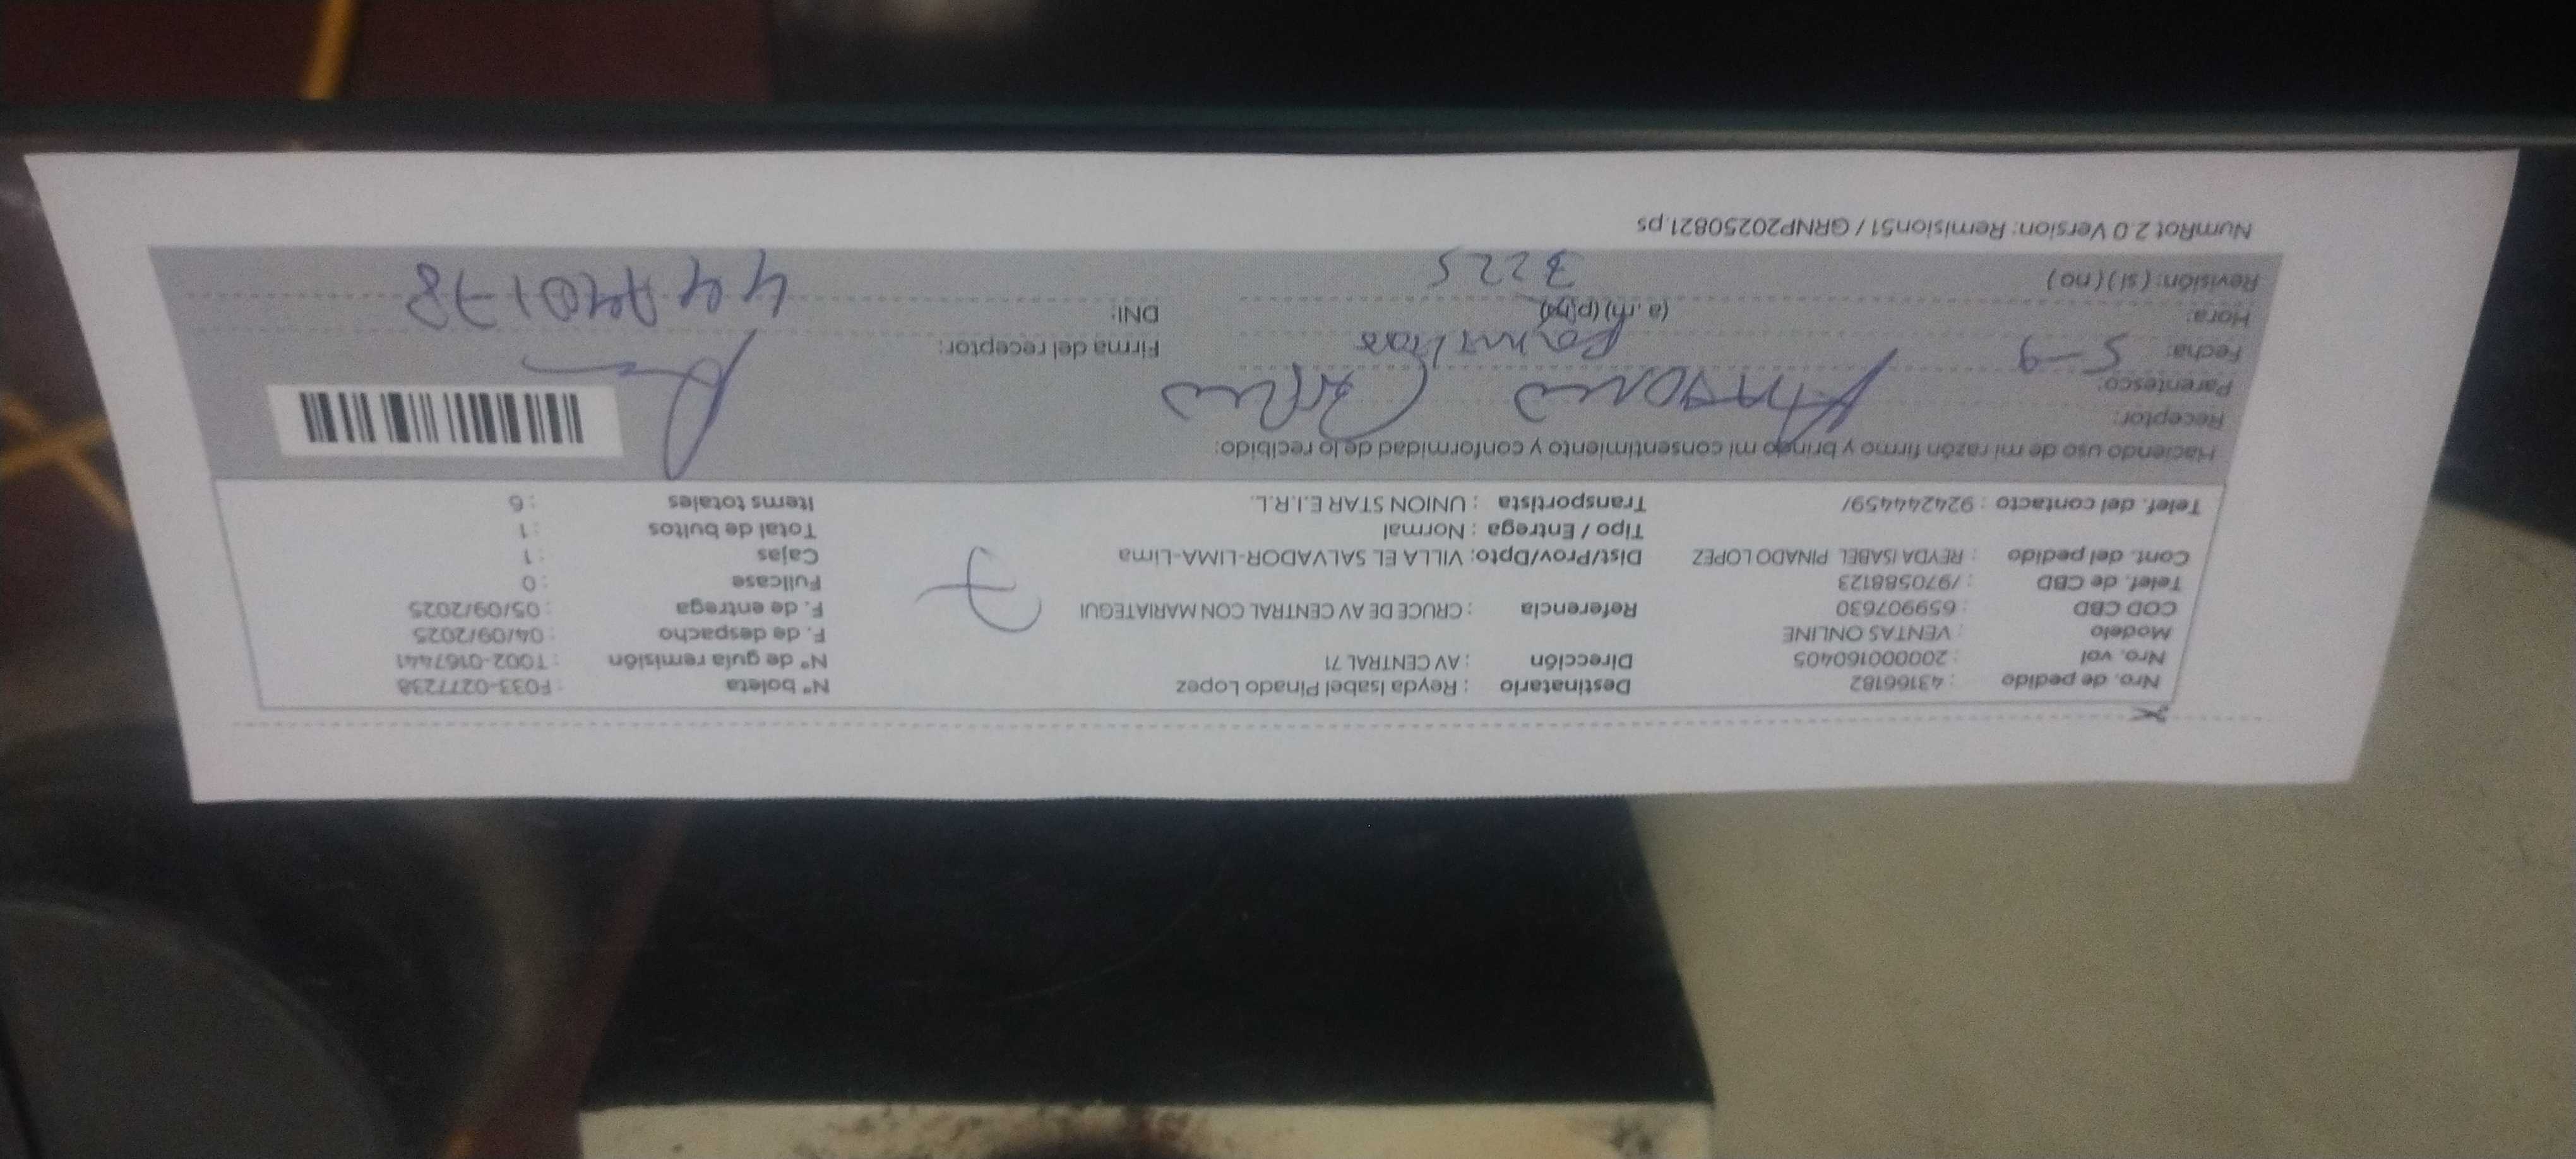 Nro. de pedido : 43166182 Destinatario : Reyda Isabel Pinado Lopez N° boleta : F033-0277238
Nro. vol : 20000160405 Dirección : AV CENTRAL 71 N° de guía remisión : T002-0167441
Modelo : VENTAS ONLINE F. de despacho : 04/09/2025
COD CBD : 659907630 Referencia : CRUCE DE AV CENTRAL CON MARIATEGUI F. de entrega : 05/09/2025
Telef. de CBD : /970588123 Fullcase : 0
Cont. del pedido : REYDA ISABEL PINADO LOPEZ Dist/Prov/Dpto: VILLA EL SALVADOR-LIMA-Lima Cajas : 1
Tipo / Entrega : Normal Total de bultos : 1
Telef. del contacto : 924244459/ Transportista : UNION STAR E.I.R.L. Items totales : 6
7
Haciendo uso de mi razón firmo y brindo mi consentimiento y conformidad de lo recibido:
Receptor: Antonio
Parentesco:
Fecha: 5-9 Firma del receptor:
Hora: (a. m) (p.m) DNI:
Revisión: (si) (no) 3225
NumRot 2.0 Version: Remision51 / GRNP20250821.ps